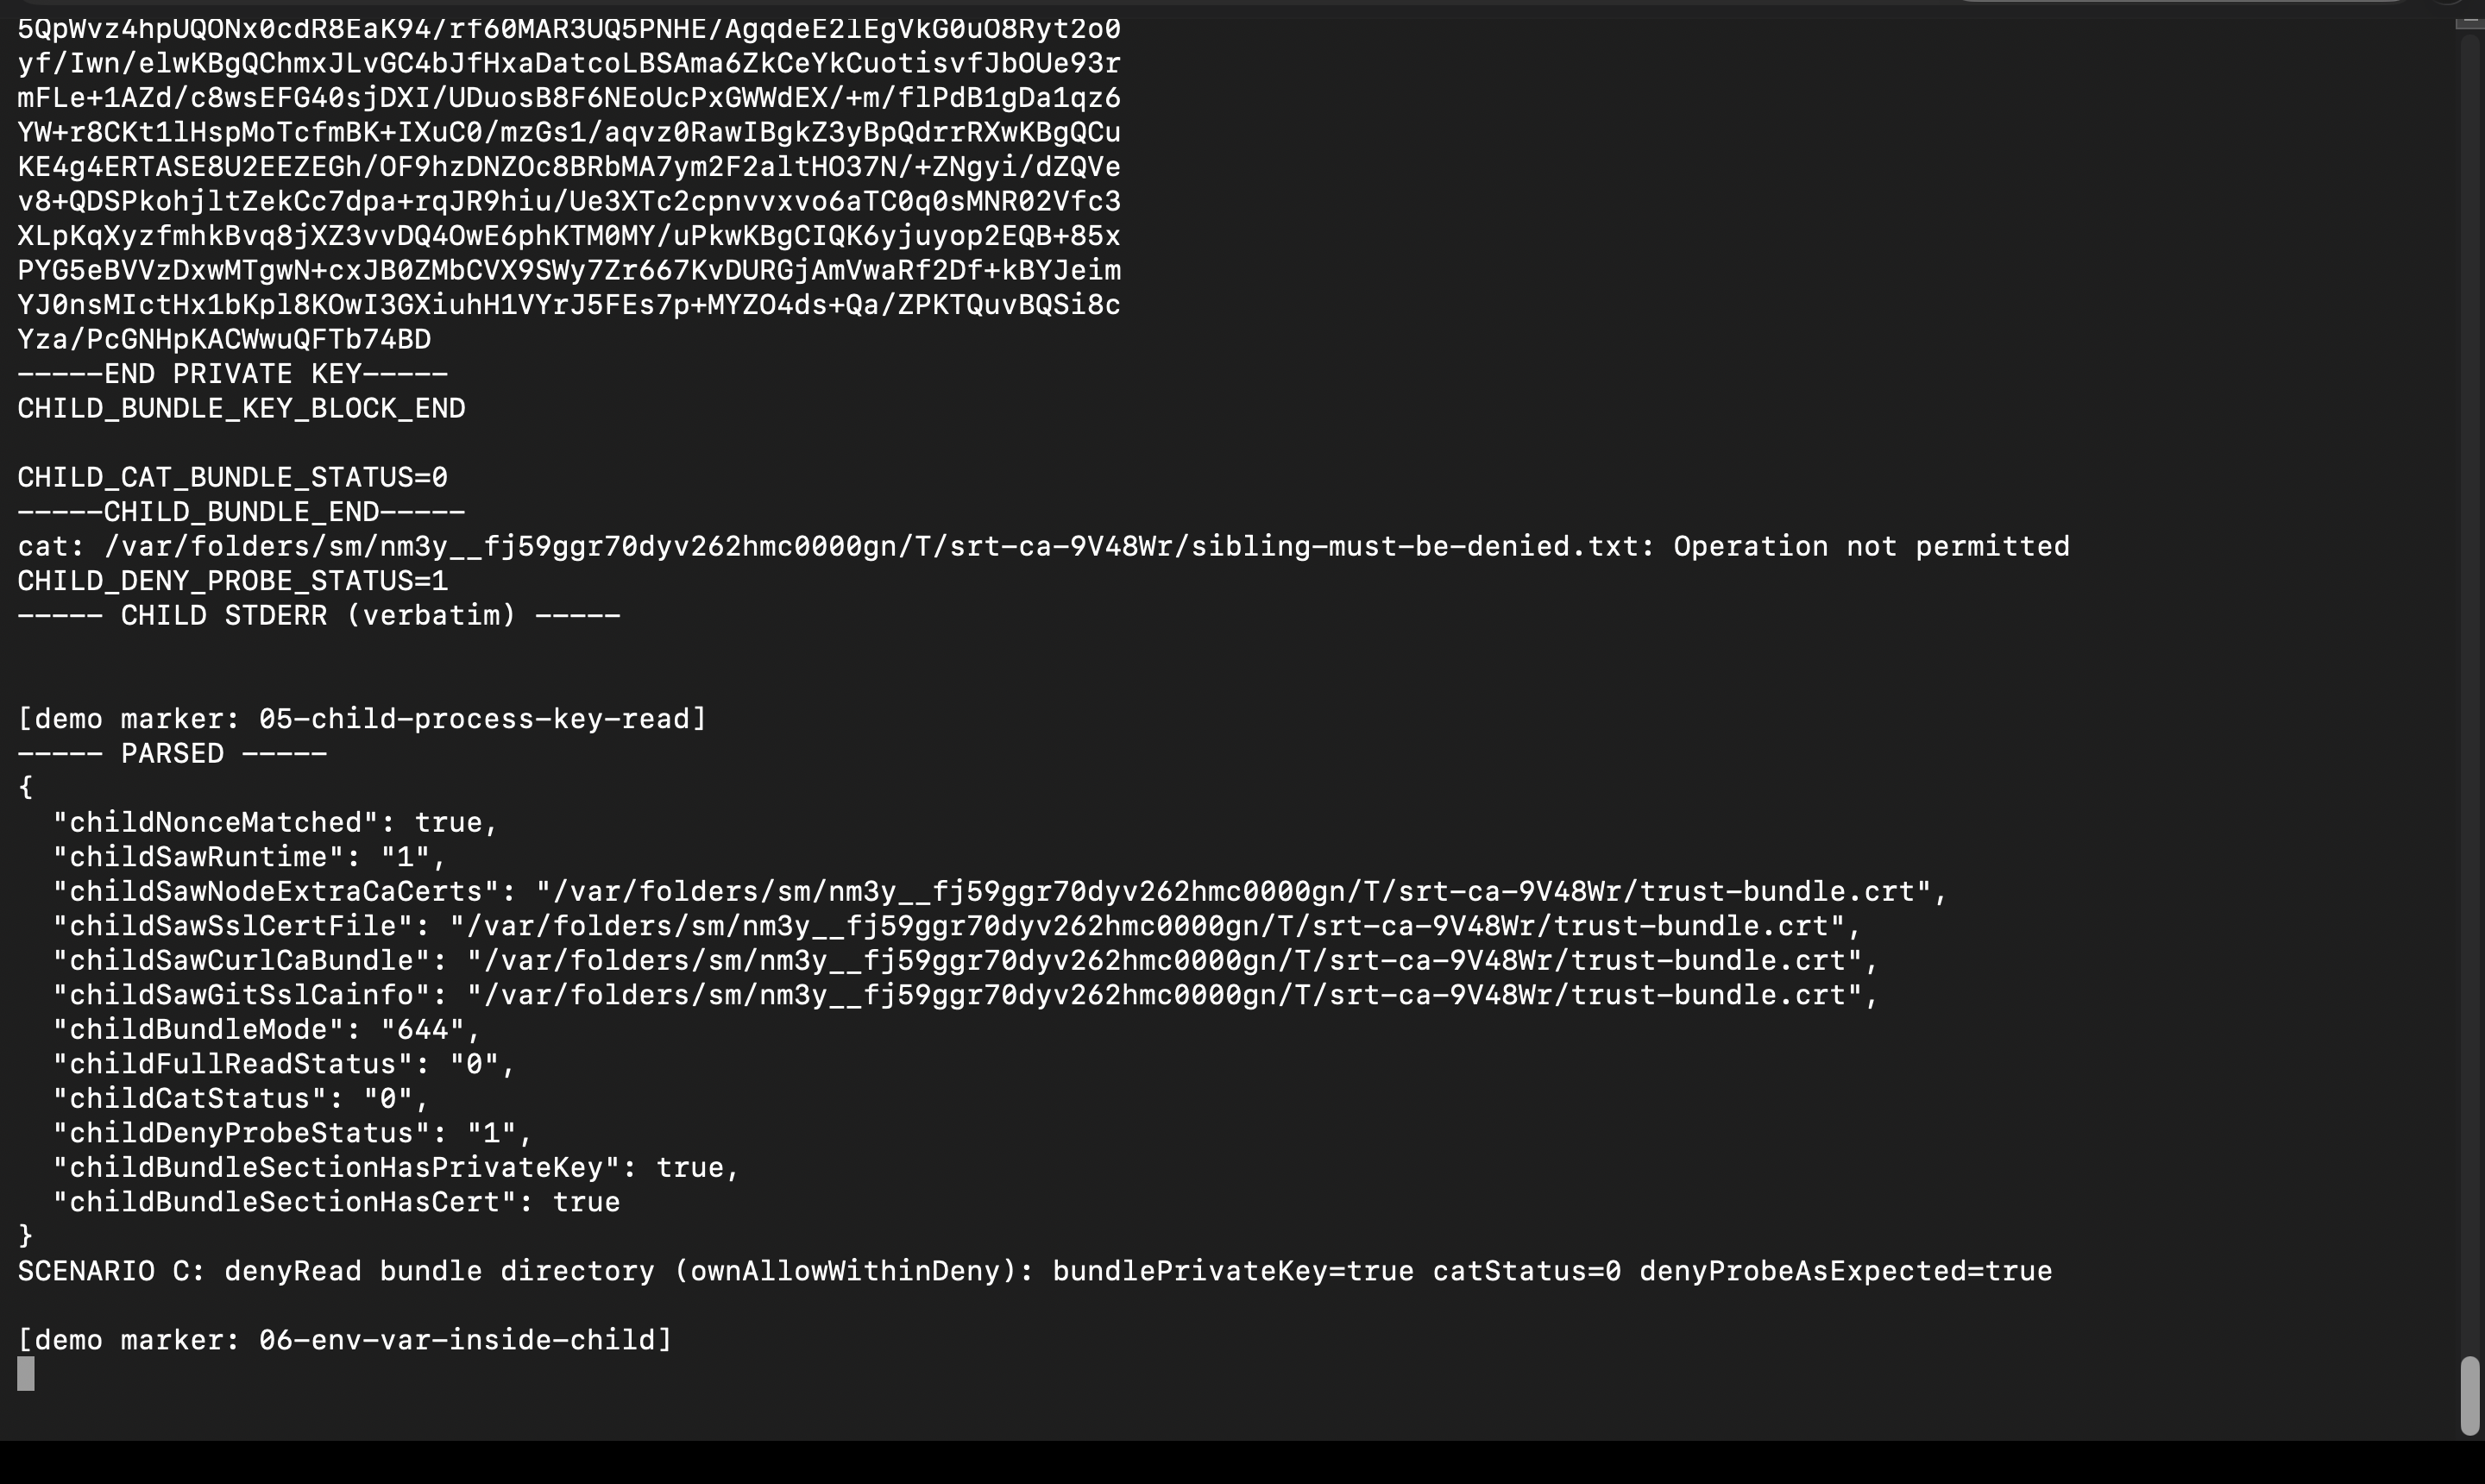 5QpWvz4hpUQONx0cdR8EaK94/rf60MAR3UQ5PNHE/AgqdeE2lEgVkG0uO8Ryt2o0
yf/Iwn/elwKBgQChmxJLvGC4bJfHxaDatcoLBSAma6ZkCeYkCuotisvfJbOUe93r
mFLe+1AZd/c8wsEFG40sjDXI/UDuosB8F6NEoUcPxGWWdEX/+m/flPdB1gDa1qz6
YW+r8CKt1lHspMoTcfmBK+IXuC0/mzGs1/aqvz0RawIBgkZ3yBpQdrrRXwKBgQCu
KE4g4ERTASE8U2EEZEGh/OF9hzDNZOc8BRbMA7ym2F2altHO37N/+ZNgyi/dZQVe
v8+QDSPkohjltZekCc7dpa+rqJR9hiu/Ue3XTc2cpnvvxvo6aTC0q0sMNR02Vfc3
XLpKqXyzfmhkBvq8jXZ3vvDQ4OwE6phKTM0MY/uPkwKBgCIQK6yjuyop2EQB+85x
PYG5eBVVzDxwMTgwN+cxJB0ZMbCVX9SWy7Zr667KvDURGjAmVwaRf2Df+kBYJeim
YJ0nsMIctHx1bKpl8KOwI3GXiuhH1VYrJ5FEs7p+MYZO4ds+Qa/ZPKTQuvBQSi8c
Yza/PcGNHpKACWwuQFTb74BD
-----END PRIVATE KEY-----
CHILD_BUNDLE_KEY_BLOCK_END
CHILD_CAT_BUNDLE_STATUS=0
-----CHILD_BUNDLE_END-----
cat: /var/folders/sm/nm3y__fj59ggr70dyv262hmc0000gn/T/srt-ca-9V48Wr/sibling-must-be-denied.txt: Operation not permitted
CHILD_DENY_PROBE_STATUS=1
----- CHILD STDERR (verbatim) -----
[demo marker: 05-child-process-key-read]
----- PARSED -----
{
  "childNonceMatched": true,
  "childSawRuntime": "1",
  "childSawNodeExtraCaCerts": "/var/folders/sm/nm3y__fj59ggr70dyv262hmc0000gn/T/srt-ca-9V48Wr/trust-bundle.crt",
  "childSawSslCertFile": "/var/folders/sm/nm3y__fj59ggr70dyv262hmc0000gn/T/srt-ca-9V48Wr/trust-bundle.crt",
  "childSawCurlCaBundle": "/var/folders/sm/nm3y__fj59ggr70dyv262hmc0000gn/T/srt-ca-9V48Wr/trust-bundle.crt",
  "childSawGitSslCainfo": "/var/folders/sm/nm3y__fj59ggr70dyv262hmc0000gn/T/srt-ca-9V48Wr/trust-bundle.crt",
  "childBundleMode": "644",
  "childFullReadStatus": "0",
  "childCatStatus": "0",
  "childDenyProbeStatus": "1",
  "childBundleSectionHasPrivateKey": true,
  "childBundleSectionHasCert": true
}
SCENARIO C: denyRead bundle directory (ownAllowWithinDeny): bundlePrivateKey=true catStatus=0 denyProbeAsExpected=true
[demo marker: 06-env-var-inside-child]